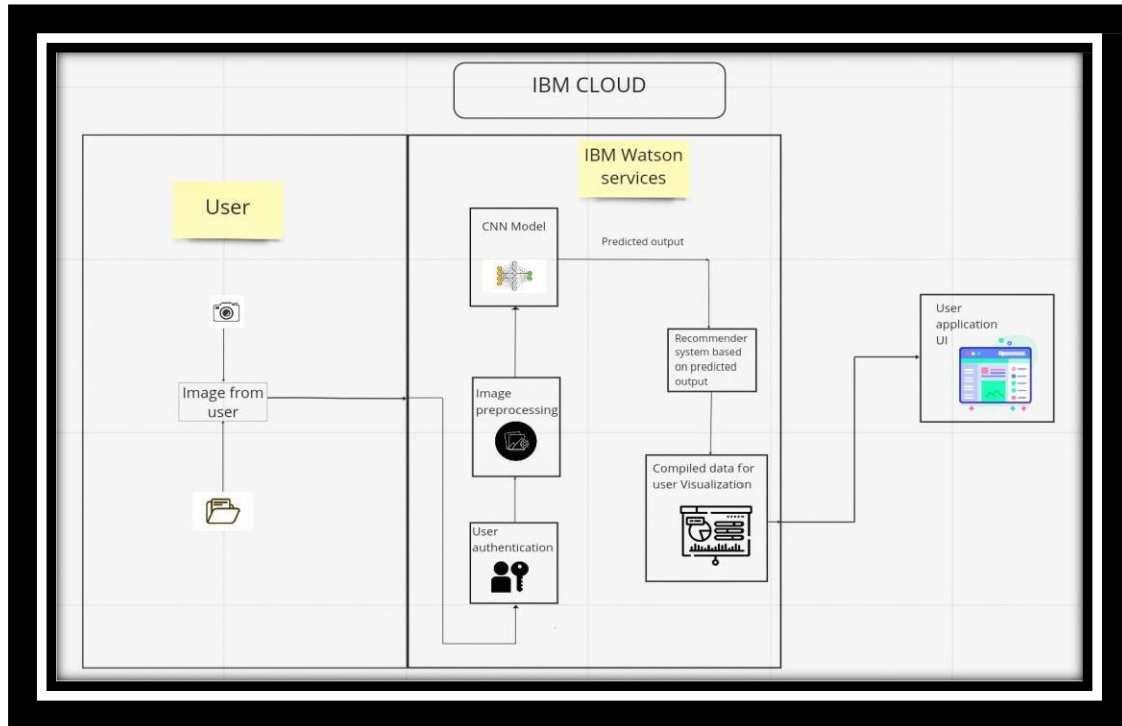 IBM CLOUD
IBM Watson
services
User
CNN Model
Predicted output
User
application
UI
Recommender
system based
on predicted
output
Image from
user
Image
preprocessing
Compiled data for
user Visualization
User
authentication